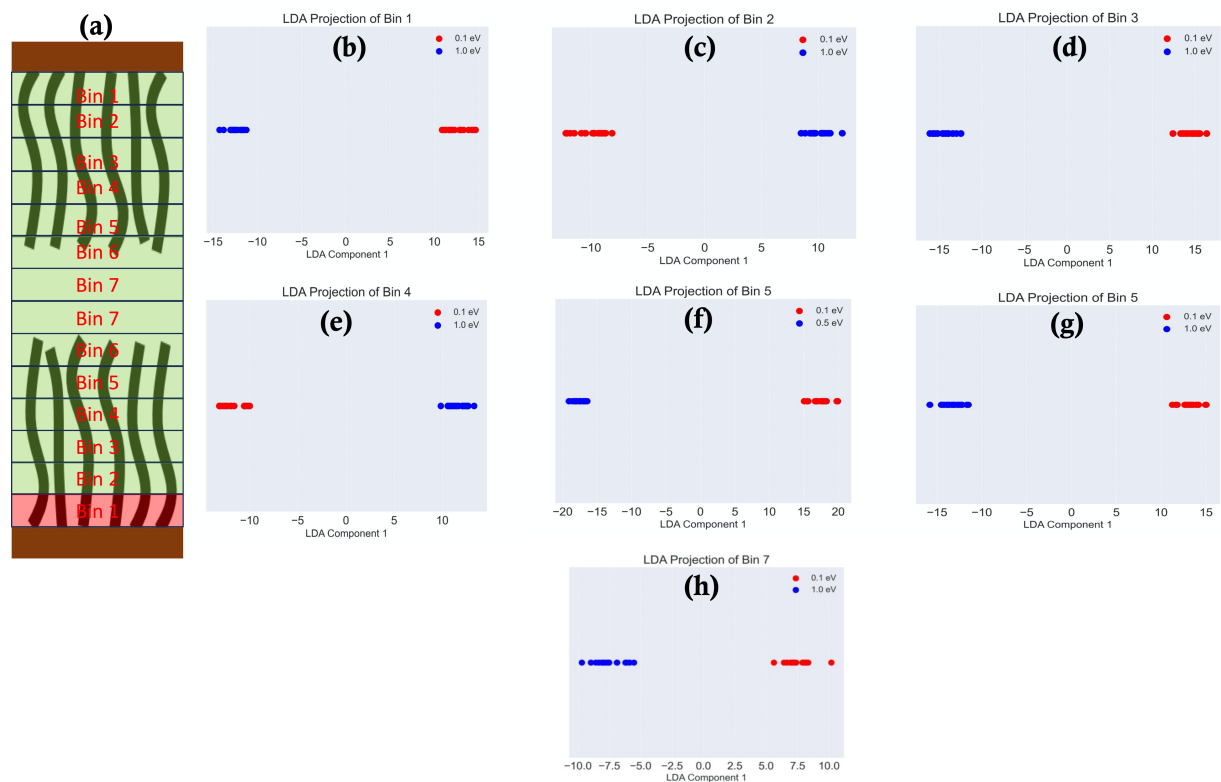 (a)
Bin 1
Bin 2
Bin 3
Bin 4
Bin 5
Bin 6
Bin 7
Bin 7
Bin 6
Bin 5
Bin 4
Bin 3
Bin 2
Bin 1
LDA Projection of Bin 1
(b)
0.1 eV
1.0 eV
−15 −10 −5 0 5 10 15
LDA Component 1
LDA Projection of Bin 2
(c)
0.1 eV
1.0 eV
−10 −5 0 5 10
LDA Component 1
LDA Projection of Bin 3
(d)
0.1 eV
1.0 eV
−15 −10 −5 0 5 10 15
LDA Component 1
LDA Projection of Bin 4
(e)
0.1 eV
1.0 eV
−10 −5 0 5 10
LDA Component 1
LDA Projection of Bin 5
(f)
0.1 eV
0.5 eV
−20 −15 −10 −5 0 5 10 15 20
LDA Component 1
LDA Projection of Bin 5
(g)
0.1 eV
1.0 eV
−15 −10 −5 0 5 10 15
LDA Component 1
LDA Projection of Bin 7
(h)
0.1 eV
1.0 eV
−10.0 −7.5 −5.0 −2.5 0.0 2.5 5.0 7.5 10.0
LDA Component 1